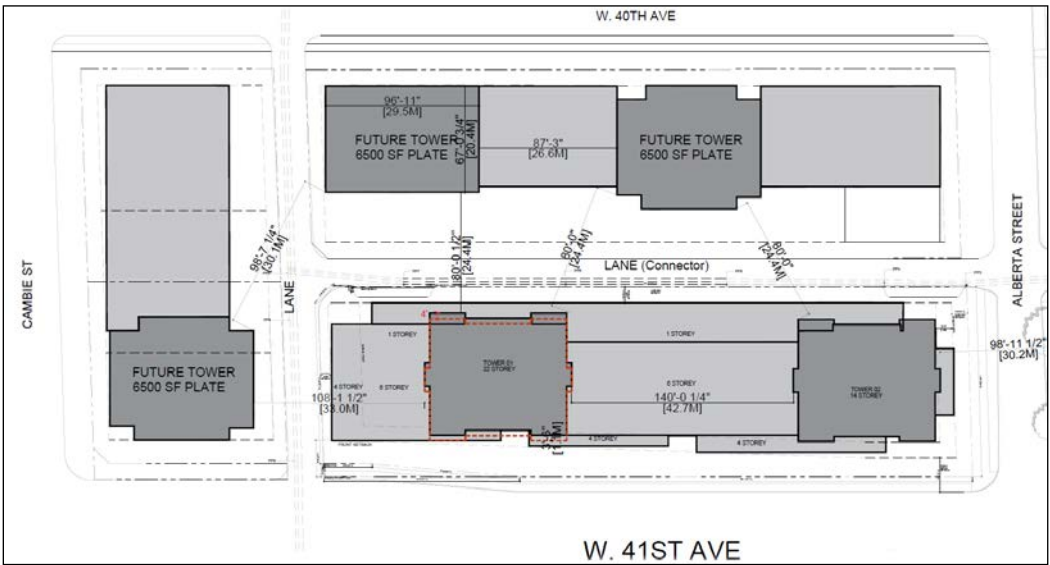 W. 40TH AVE
96'-11"
[29.5M]
FUTURE TOWER
6500 SF PLATE
67'-0 3/4"
[20.4M]
87'-3"
[26.6M]
FUTURE TOWER
6500 SF PLATE
98'-7 1/4"
[30.1M]
80'-0 1/2"
[24.4M]
80'-0"
[24.4M]
80'-0"
[24.4M]
LANE (Connector)
CAMBIE ST
LANE
ALBERTA STREET
1 STOREY
1 STOREY
4'
FUTURE TOWER
6500 SF PLATE
4 STOREY
6 STOREY
TOWER S1
22 STOREY
6 STOREY
TOWER S2
14 STOREY
98'-11 1/2"
[30.2M]
108'-1 1/2"
[33.0M]
140'-0 1/4"
[42.7M]
4 STOREY
4 STOREY
W. 41ST AVE